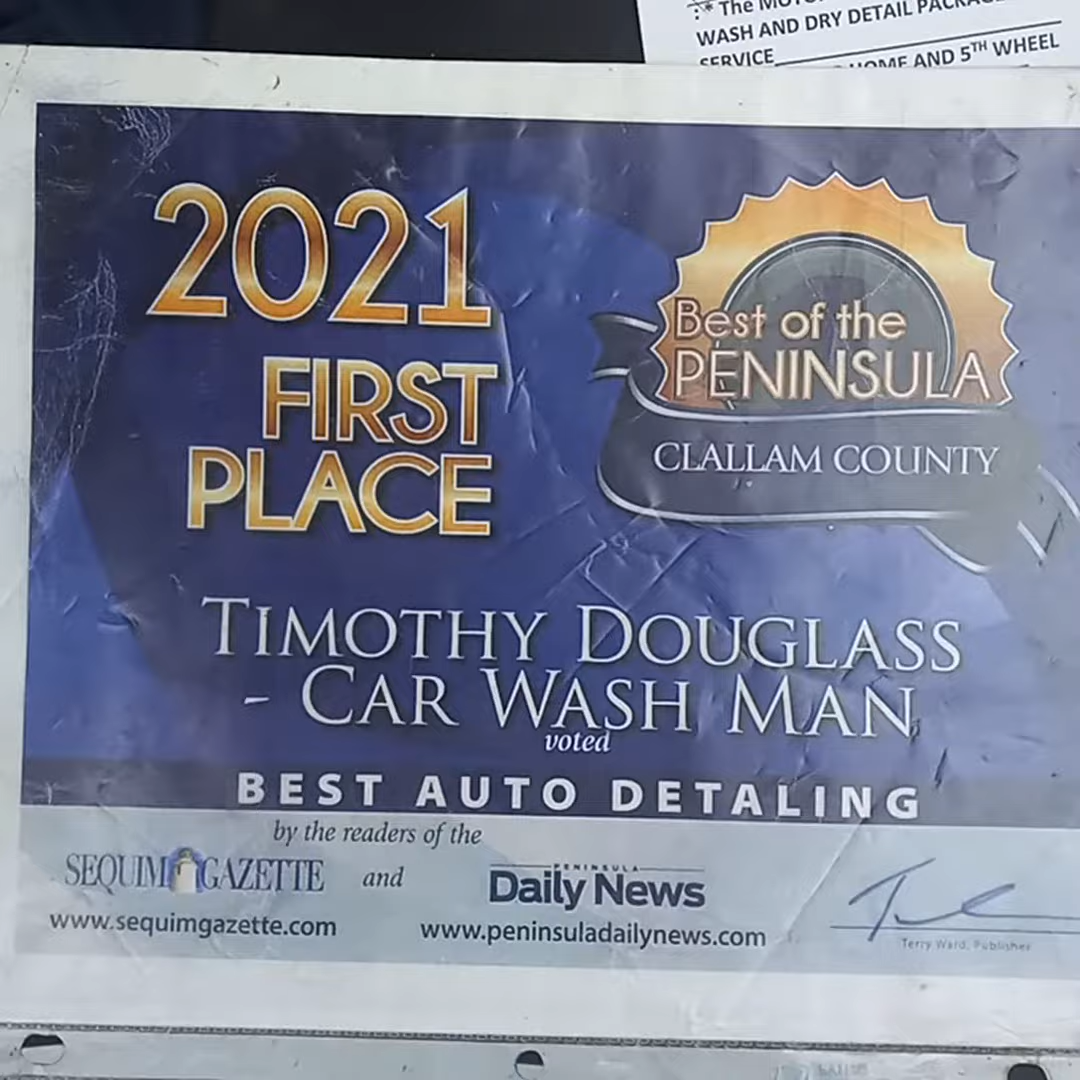 :* The
WASH AND DRY DETAIL
SERVICE
HOME AND 5TH WHEEL
2021
FIRST
PLACE
Best of the
PENINSULA
CLALLAM COUNTY
TIMOTHY DOUGLASS
- CAR WASH MAN
voted
BEST AUTO DETALING
by the readers of the
SEQUIM GAZETTE
and
PENINSULA
Daily News
www.sequimgazette.com
www.peninsuladailynews.com
Terry Ward, Publisher